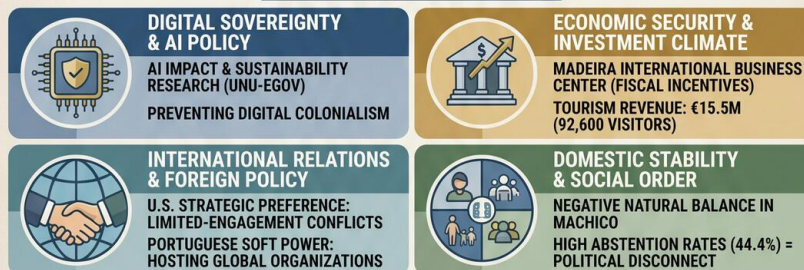 DIGITAL SOVEREIGNTY
& AI POLICY
AI IMPACT & SUSTAINABILITY
RESEARCH (UNU-EGOV)
PREVENTING DIGITAL COLONIALISM
ECONOMIC SECURITY &
INVESTMENT CLIMATE
$
MADEIRA INTERNATIONAL BUSINESS
CENTER (FISCAL INCENTIVES)
TOURISM REVENUE: €15.5M
(92,600 VISITORS)
INTERNATIONAL RELATIONS
& FOREIGN POLICY
U.S. STRATEGIC PREFERENCE:
LIMITED-ENGAGEMENT CONFLICTS
PORTUGUESE SOFT POWER:
HOSTING GLOBAL ORGANIZATIONS
DOMESTIC STABILITY
& SOCIAL ORDER
NEGATIVE NATURAL BALANCE IN
MACHICO
HIGH ABSTENTION RATES (44.4%) =
POLITICAL DISCONNECT